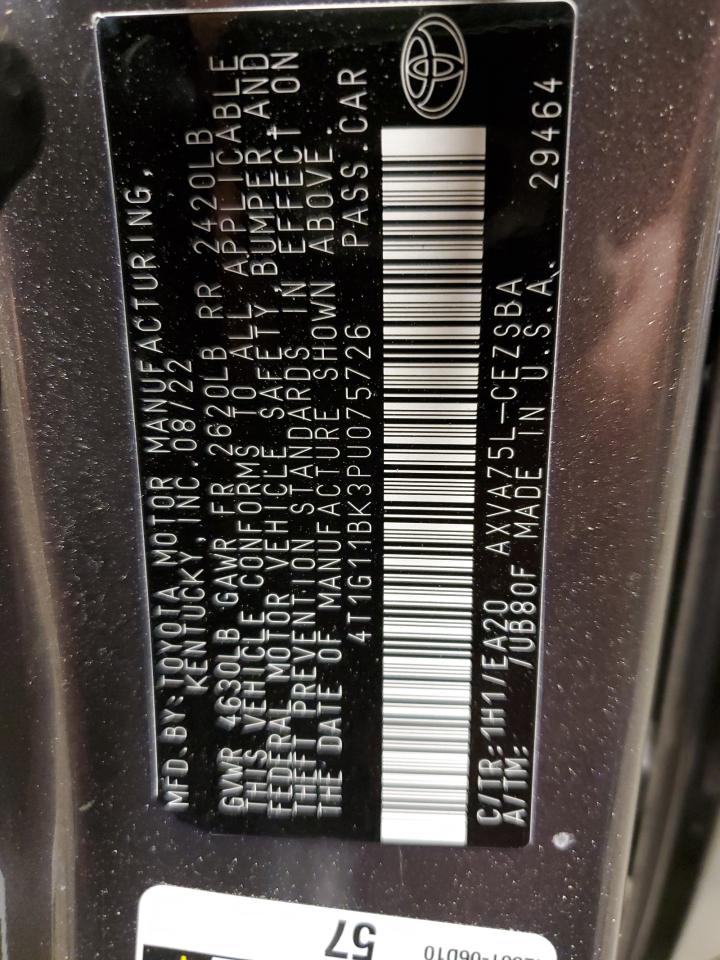 MFD.BY:TOYOTA MOTOR MANUFACTURING,
KENTUCKY,INC.08/22
GVWR 4630LB GAWR FR 2620LB RR 2420LB
THIS VEHICLE CONFORMS TO ALL APPLICABLE
FEDERAL MOTOR VEHICLE SAFETY,BUMPER,AND
THEFT PREVENTION STANDARDS IN EFFECT ON
THE DATE OF MANUFACTURE SHOWN ABOVE.
4T1G11BK3PU075726 PASS.CAR
C/TR:1H1/EA20 AXVA75L-CEZSBA
A/TM: /UB80F MADE IN U.S.A. 29464
57